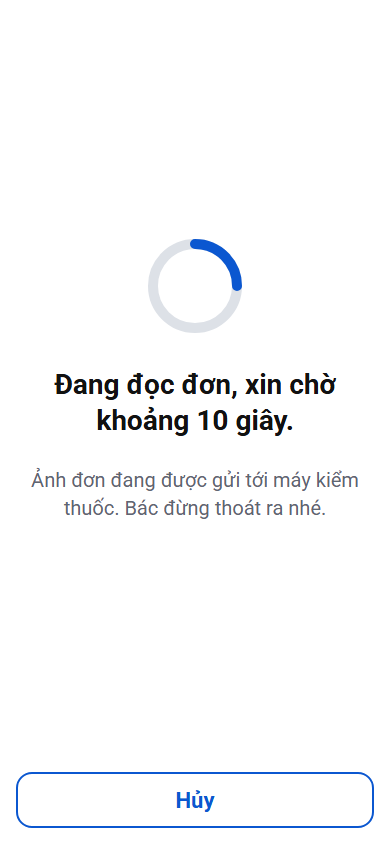 Đang đọc đơn, xin chờ
khoảng 10 giây.
Ảnh đơn đang được gửi tới máy kiểm
thuốc. Bác đừng thoát ra nhé.
Hủy